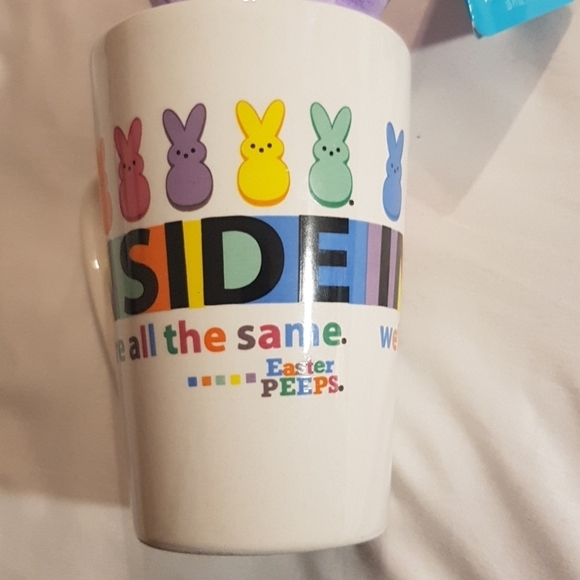 SIDE
all the same. we
Easter
PEEPS.